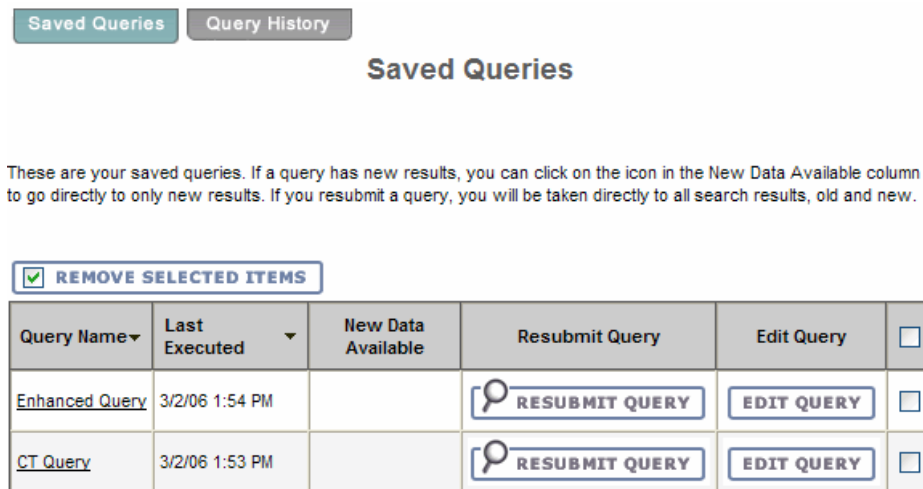 Saved Queries Query History
Saved Queries
These are your saved queries. If a query has new results, you can click on the icon in the New Data Available column
to go directly to only new results. If you resubmit a query, you will be taken directly to all search results, old and new.
REMOVE SELECTED ITEMS
Query Name Last Executed New Data Available Resubmit Query Edit Query
Enhanced Query 3/2/06 1:54 PM RESUBMIT QUERY EDIT QUERY
CT Query 3/2/06 1:53 PM RESUBMIT QUERY EDIT QUERY